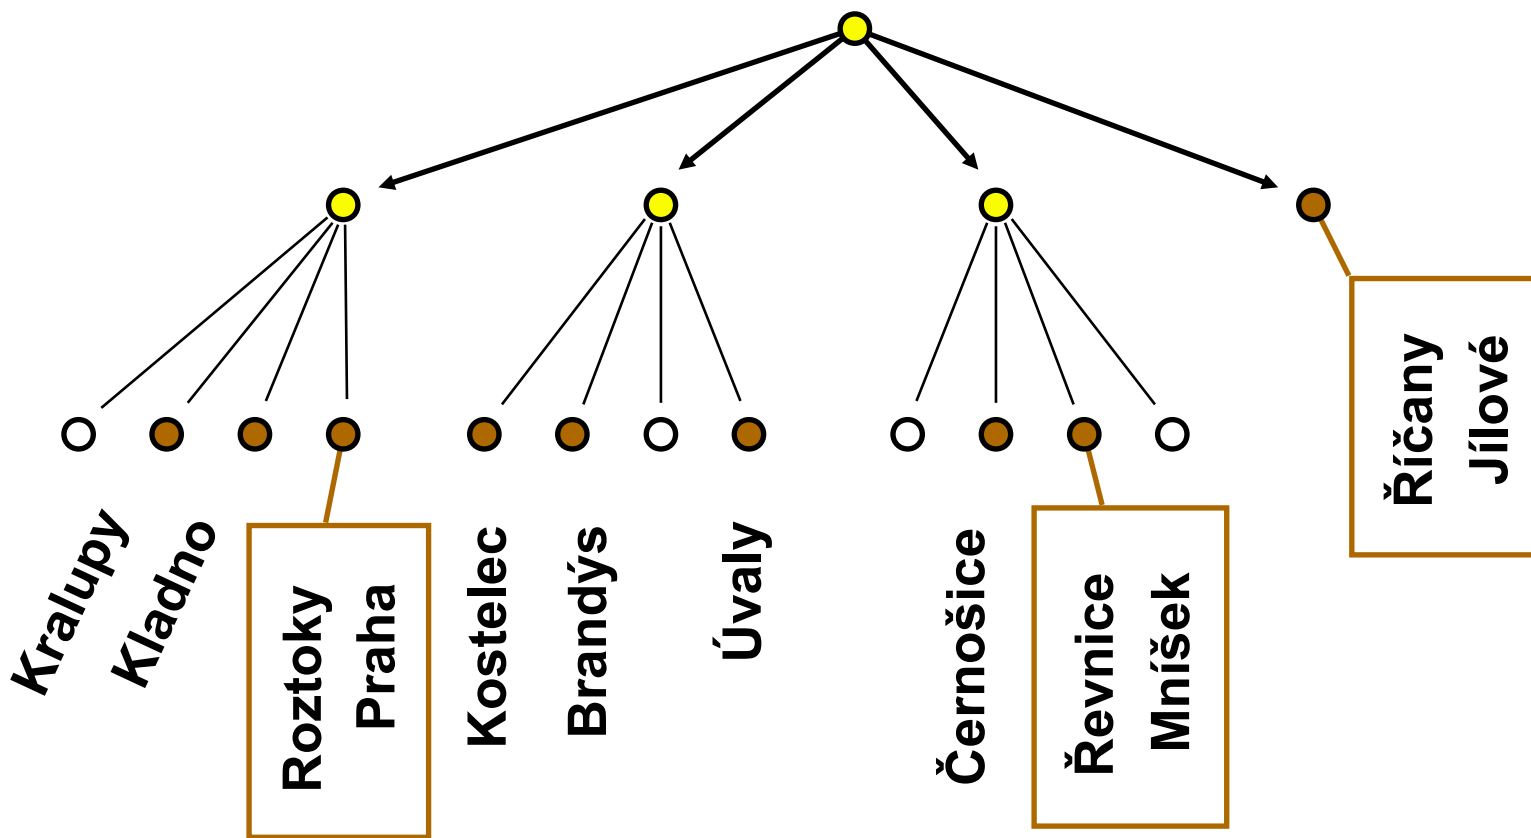 Kralupy
Kladno
Roztoky
Praha
Kostelec
Brandýs
Úvaly
Černošice
Řevnice
Mníšek
Říčany
Jílové